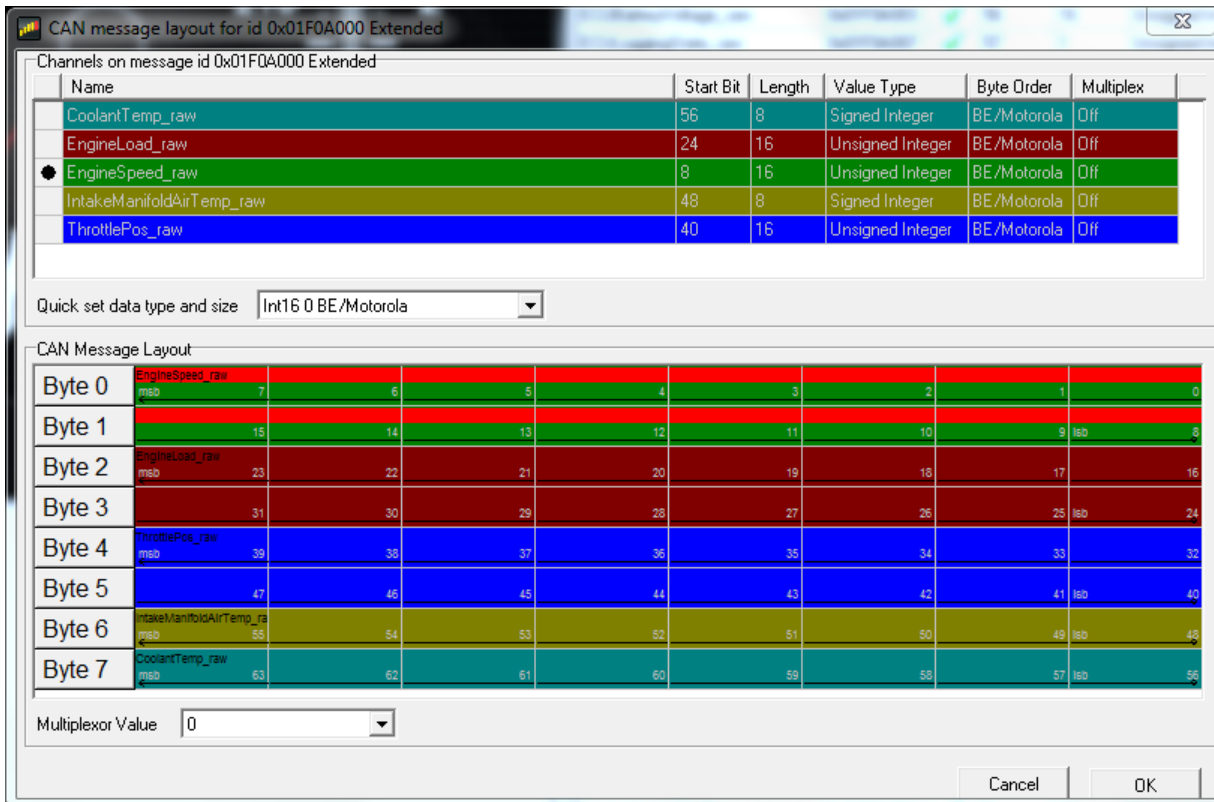 CAN message layout for id 0x01F0A000 Extended
Channels on message id 0x01F0A000 Extended
Name Start Bit Length Value Type Byte Order Multiplex
CoolantTemp_raw 56 8 Signed Integer BE/Motorola Off
EngineLoad_raw 24 16 Unsigned Integer BE/Motorola Off
EngineSpeed_raw 8 16 Unsigned Integer BE/Motorola Off
IntakeManifoldAirTemp_raw 48 8 Signed Integer BE/Motorola Off
ThrottlePos_raw 40 16 Unsigned Integer BE/Motorola Off
Quick set data type and size Int16 0 BE/Motorola
CAN Message Layout
EngineSpeed_raw
Byte 0 msb 7 6 5 4 3 2 1 0
Byte 1 15 14 13 12 11 10 9 lsb 8
EngineLoad_raw
Byte 2 msb 23 22 21 20 19 18 17 16
Byte 3 31 30 29 28 27 26 25 lsb 24
ThrottlePos_raw
Byte 4 msb 39 38 37 36 35 34 33 32
Byte 5 47 46 45 44 43 42 41 lsb 40
IntakeManifoldAirTemp_ra
Byte 6 msb 55 54 53 52 51 50 49 lsb 48
CoolantTemp_raw
Byte 7 msb 63 62 61 60 59 58 57 lsb 56
Multiplexor Value 0
Cancel OK